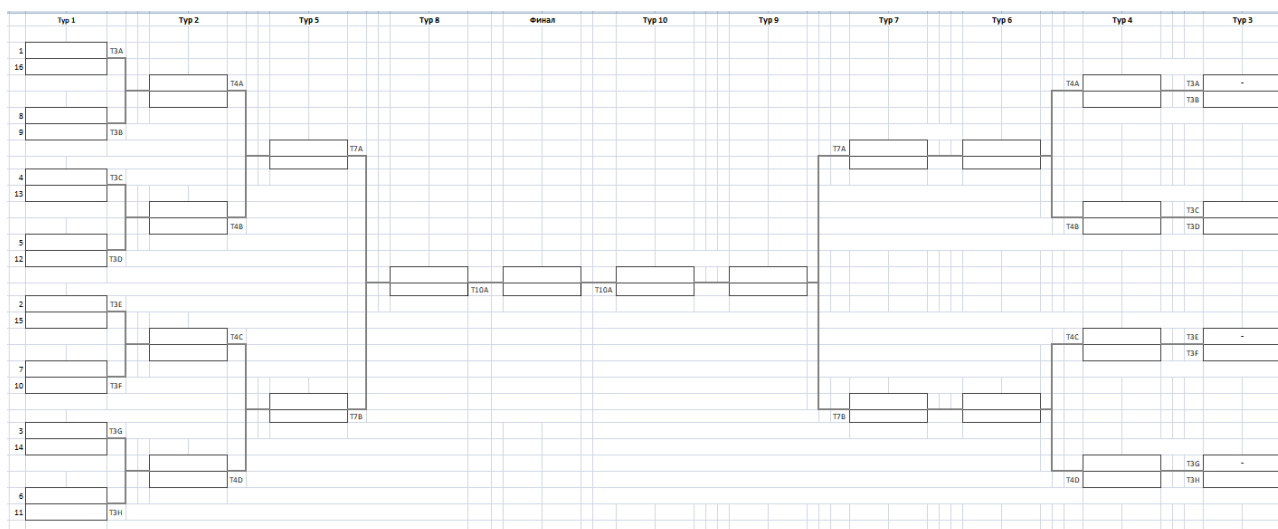 Тур 1 Тур 2 Тур 5 Тур 8 Финал Тур 10 Тур 9 Тур 7 Тур 6 Тур 4 Тур 3
1 T3A
16
T4A T4A T3A -
T3B
8
9 T3B
T7A T7A
4 T3C
13
T3C
T4B T4B T3D
5
12 T3D
T10A T10A
2 T3E
15
T4C T4C T3E -
T3F
7
10 T3F
T7B T7B
3 T3G
14
T3G -
T4D T4D T3H
6
11 T3H